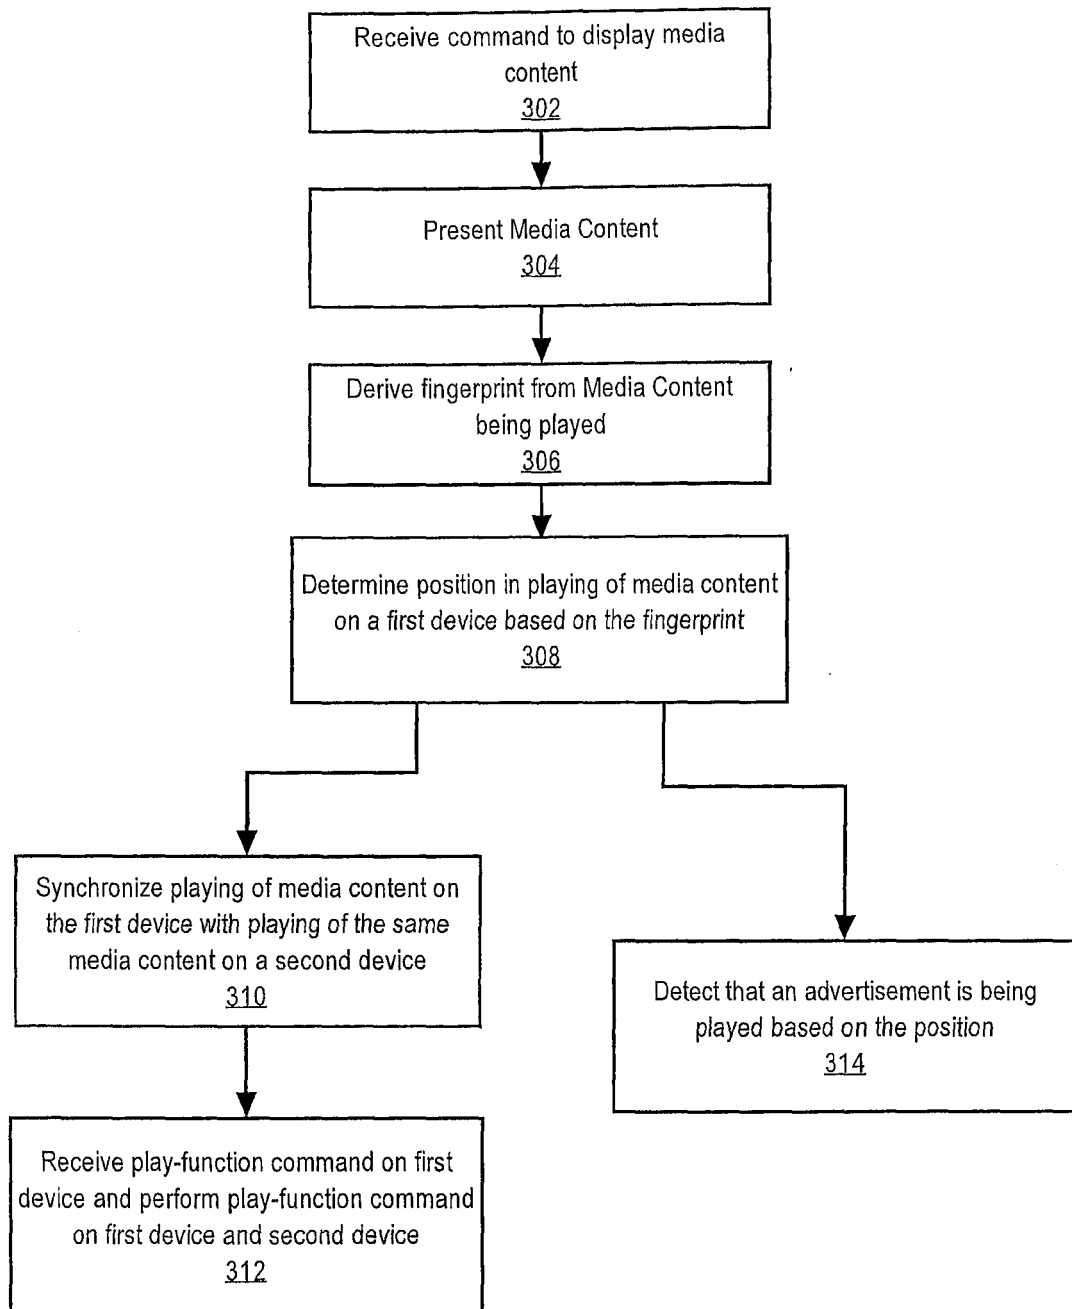 Receive command to display media
content
302
Present Media Content
304
Derive fingerprint from Media Content
being played
306
Determine position in playing of media content
on a first device based on the fingerprint
308
Synchronize playing of media content on
the first device with playing of the same
media content on a second device
310
Detect that an advertisement is being
played based on the position
314
Receive play-function command on first
device and perform play-function command
on first device and second device
312